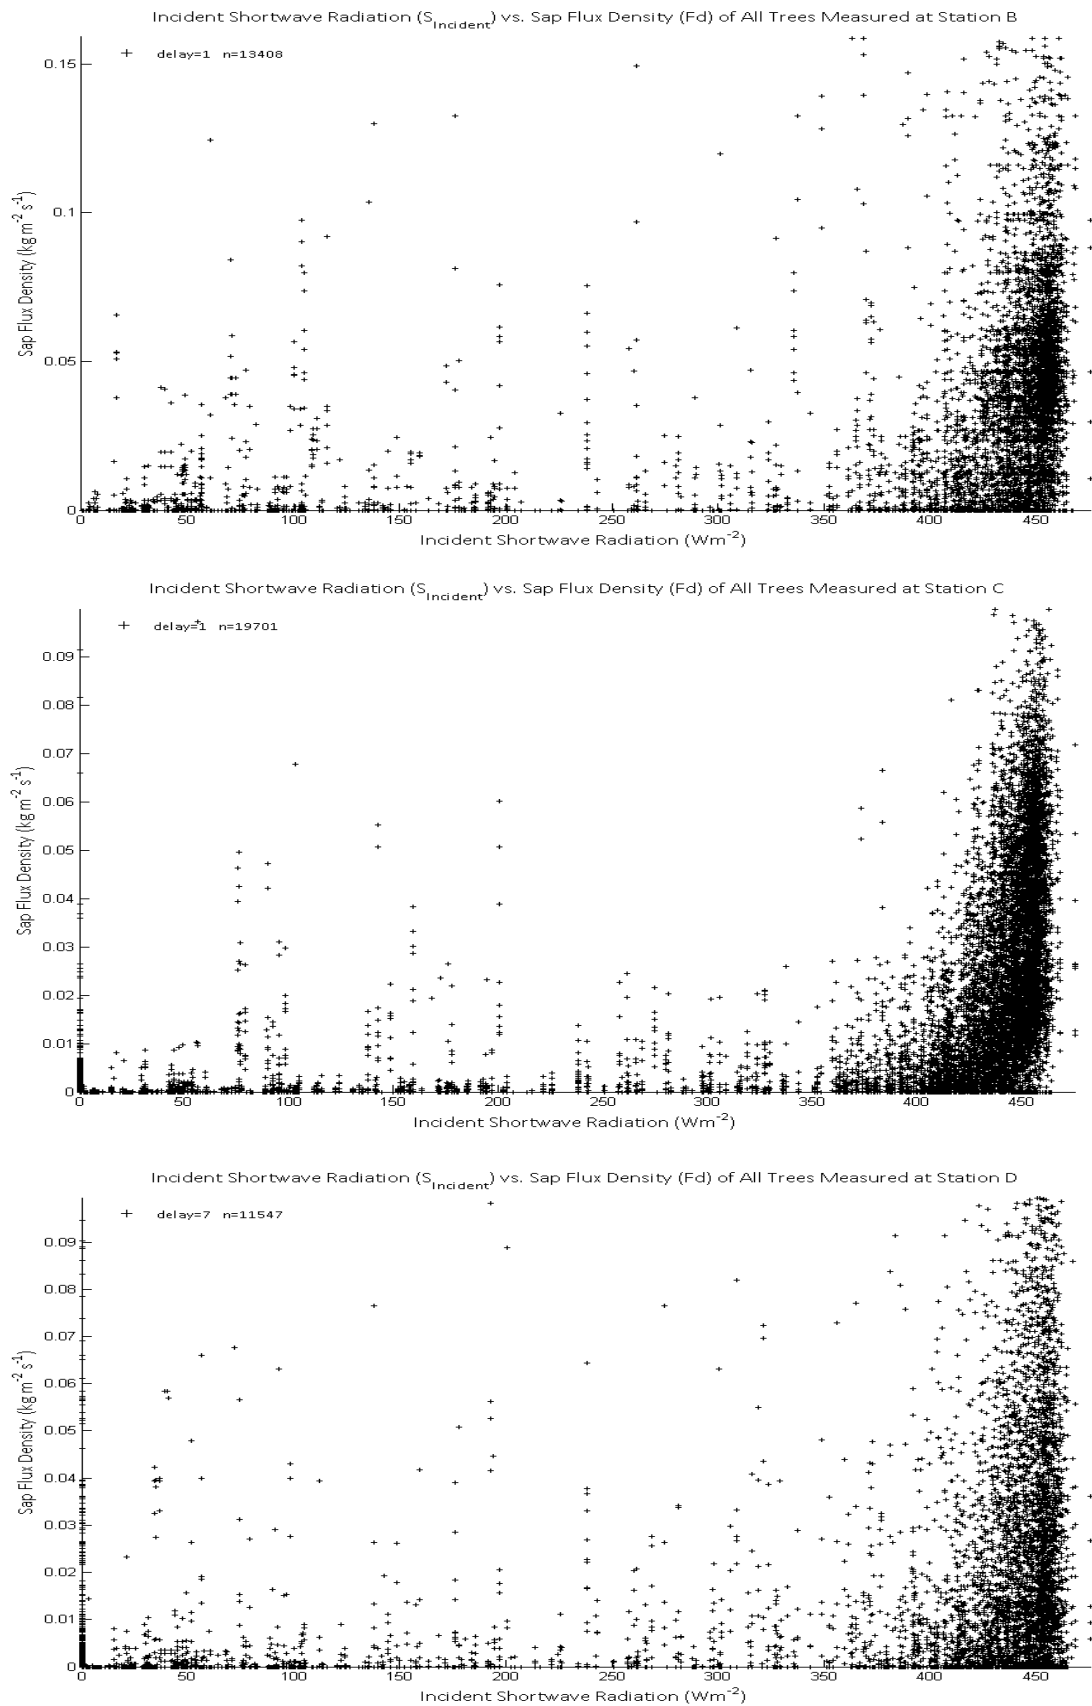 Incident Shortwave Radiation (S_Incident) vs. Sap Flux Density (Fd) of All Trees Measured at Station B
delay=1 n=13408
0.15
0.1
0.05
0
Sap Flux Density (kg m⁻² s⁻¹)
0 50 100 150 200 250 300 350 400 450
Incident Shortwave Radiation (Wm⁻²)
Incident Shortwave Radiation (S_Incident) vs. Sap Flux Density (Fd) of All Trees Measured at Station C
delay=1 n=19701
0.09
0.08
0.07
0.06
0.05
0.04
0.03
0.02
0.01
0
Sap Flux Density (kg m⁻² s⁻¹)
0 50 100 150 200 250 300 350 400 450
Incident Shortwave Radiation (Wm⁻²)
Incident Shortwave Radiation (S_Incident) vs. Sap Flux Density (Fd) of All Trees Measured at Station D
delay=7 n=11547
0.09
0.08
0.07
0.06
0.05
0.04
0.03
0.02
0.01
0
Sap Flux Density (kg m⁻² s⁻¹)
0 50 100 150 200 250 300 350 400 450
Incident Shortwave Radiation (Wm⁻²)